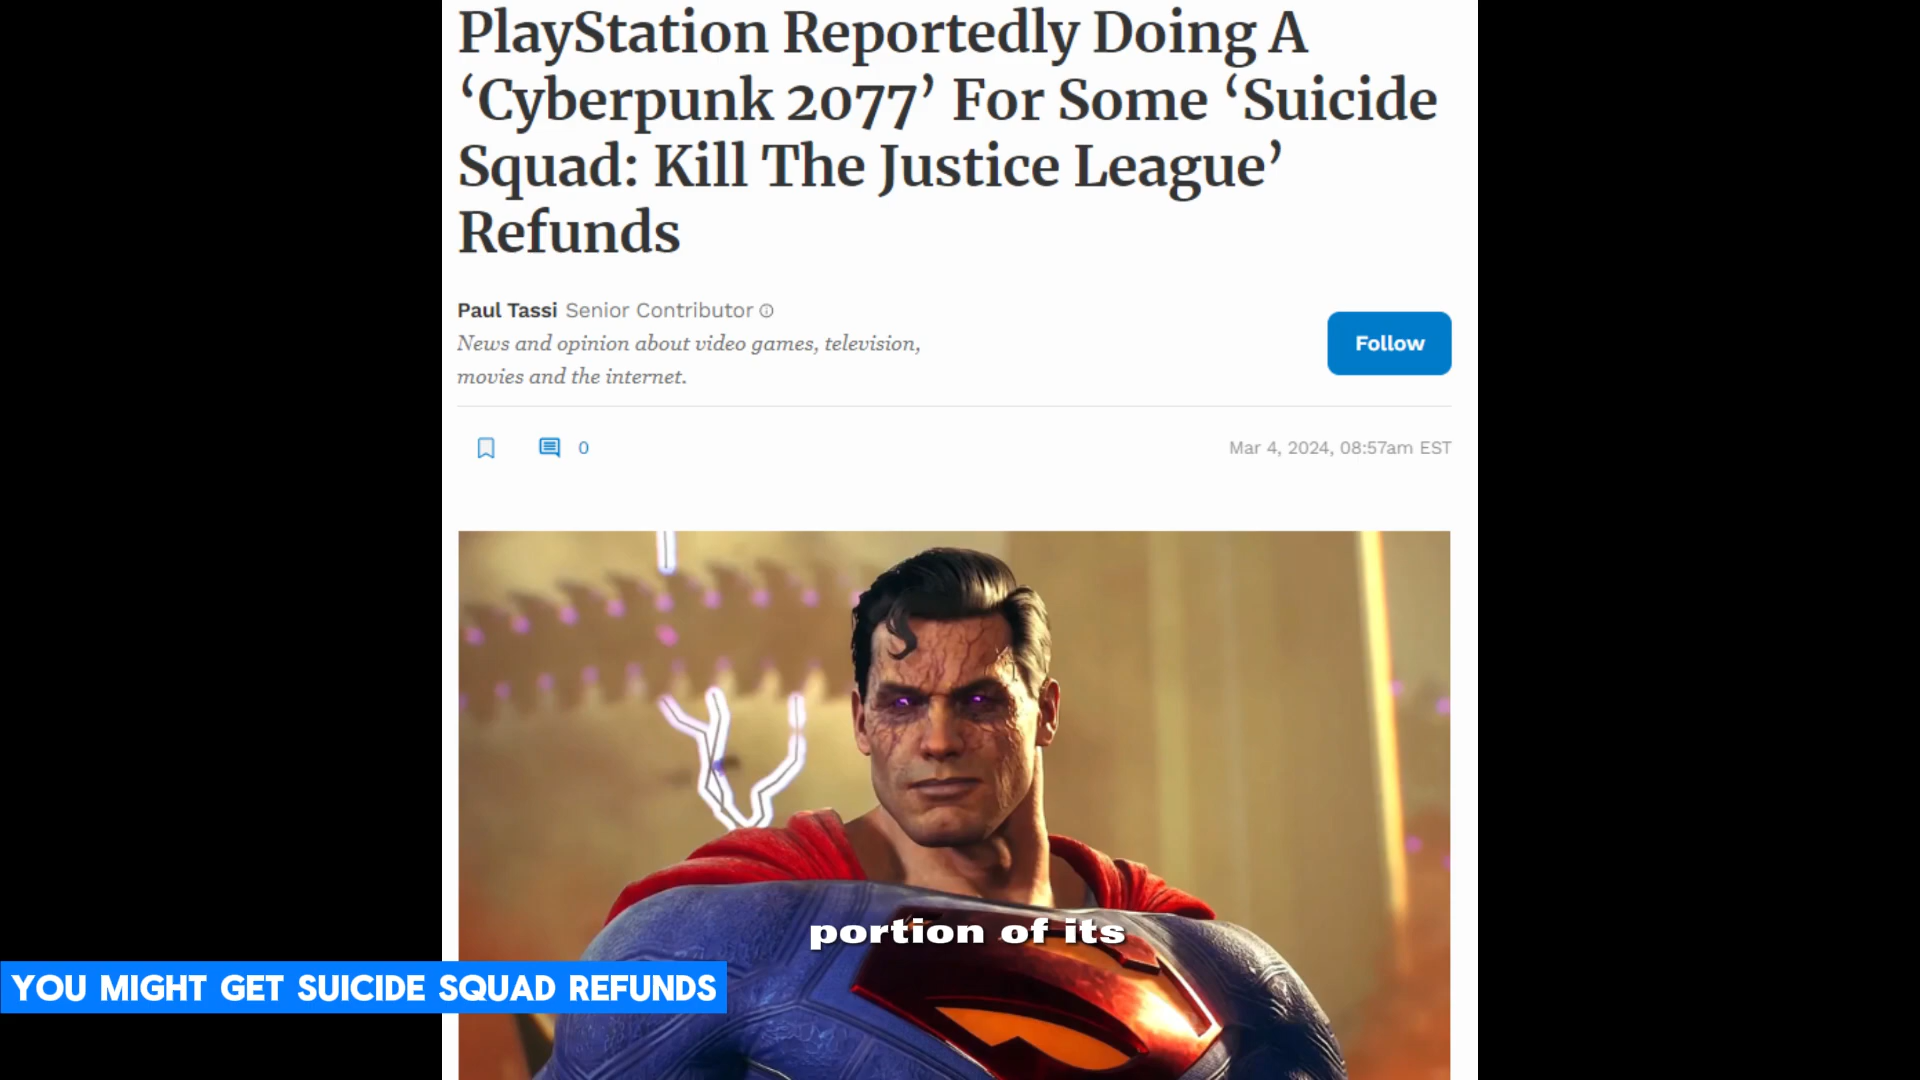 PlayStation Reportedly Doing A
‘Cyberpunk 2077’ For Some ‘Suicide
Squad: Kill The Justice League’
Refunds
Paul Tassi Senior Contributor
News and opinion about video games, television,
movies and the internet.
Follow
0
Mar 4, 2024, 08:57am EST
portion of its
YOU MIGHT GET SUICIDE SQUAD REFUNDS